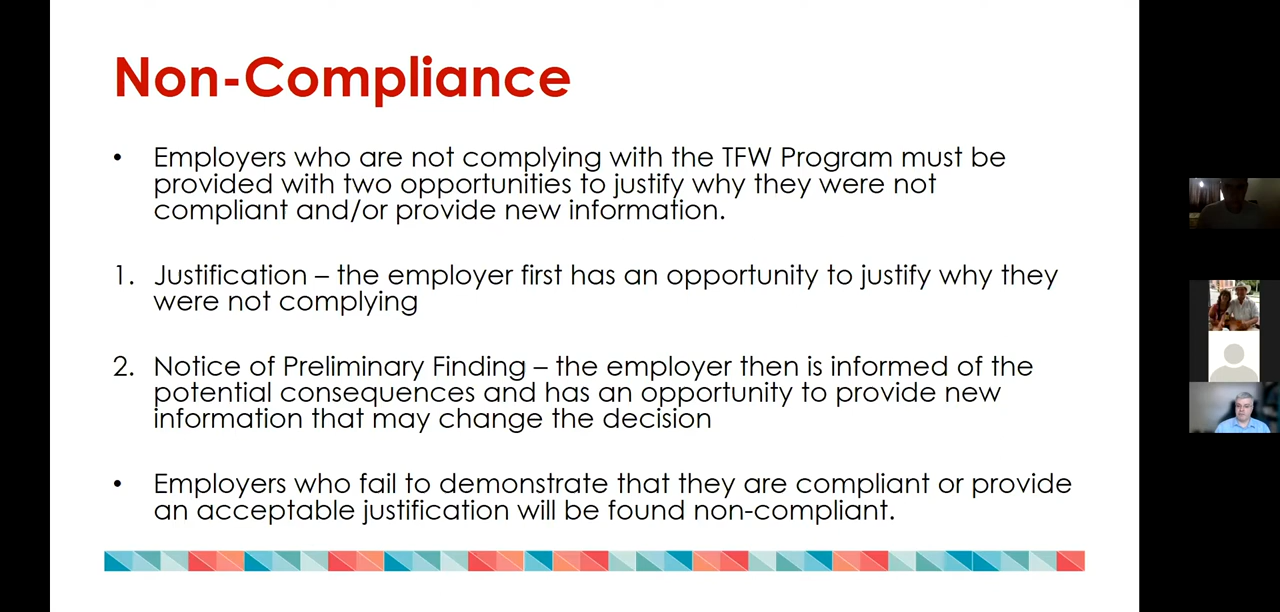 Non-Compliance
• Employers who are not complying with the TFW Program must be
provided with two opportunities to justify why they were not
compliant and/or provide new information.
1. Justification – the employer first has an opportunity to justify why they
were not complying
2. Notice of Preliminary Finding – the employer then is informed of the
potential consequences and has an opportunity to provide new
information that may change the decision
• Employers who fail to demonstrate that they are compliant or provide
an acceptable justification will be found non-compliant.